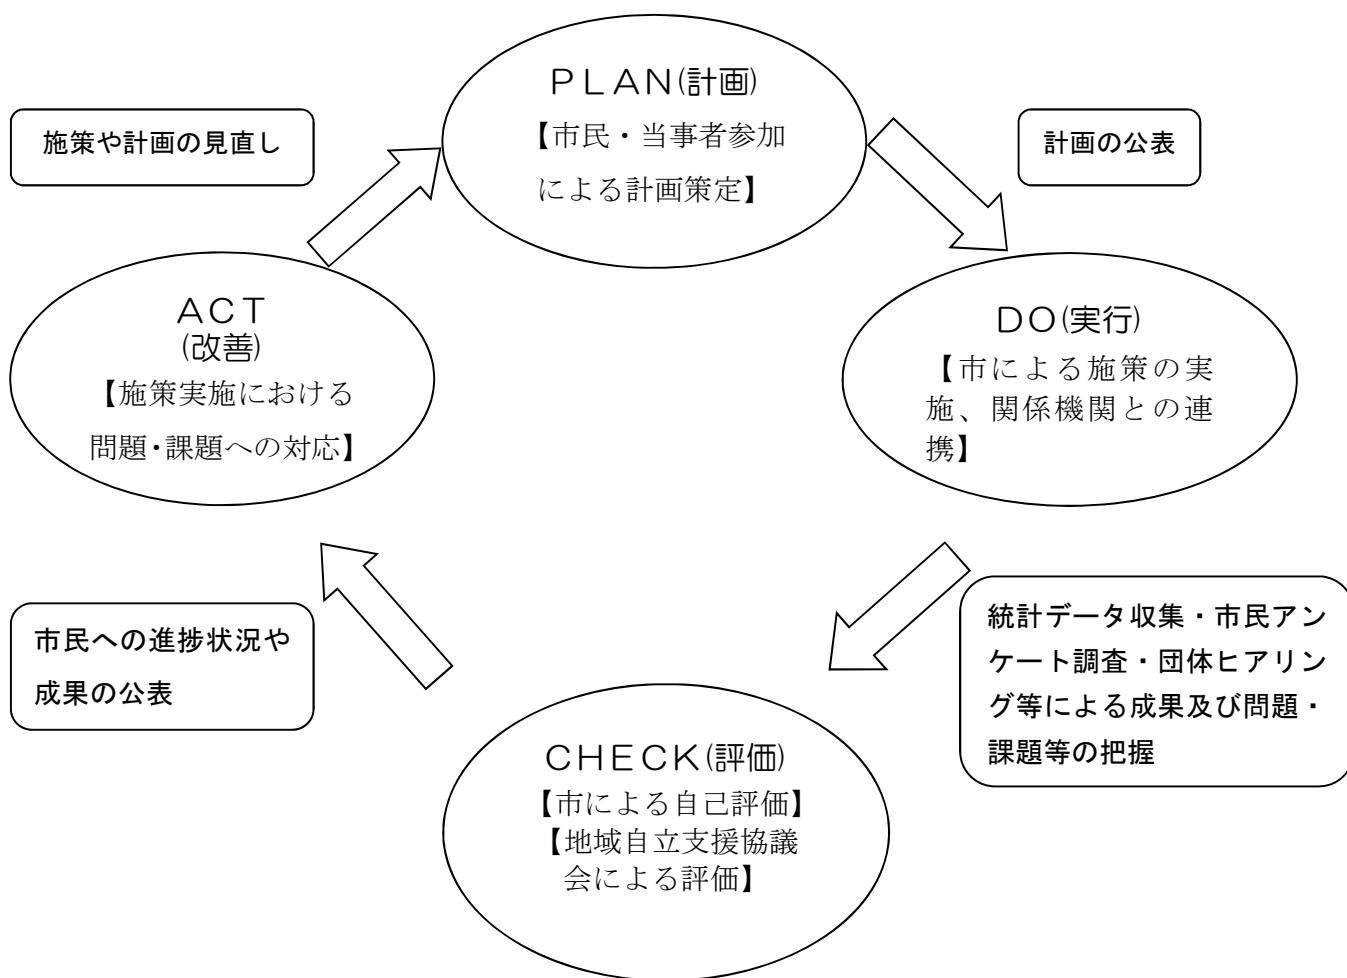 ＰＬＡＮ(計画)
【市民・当事者参加
による計画策定】
施策や計画の見直し
計画の公表
ＡＣＴ
(改善)
【施策実施における
問題・課題への対応】
ＤＯ(実行)
【市による施策の実
施、関係機関との連
携】
市民への進捗状況や
成果の公表
統計データ収集・市民アン
ケート調査・団体ヒアリン
グ等による成果及び問題・
課題等の把握
ＣＨＥＣＫ(評価)
【市による自己評価】
【地域自立支援協議
会による評価】